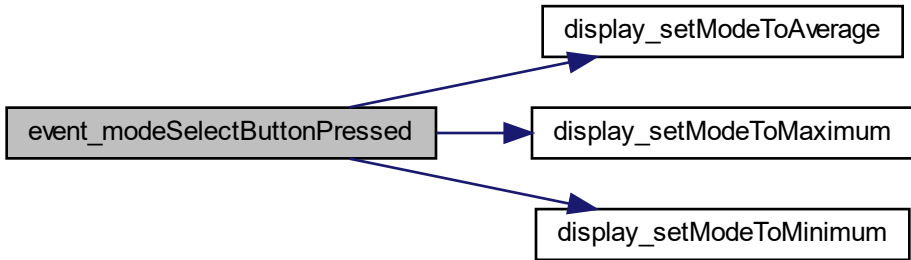 display_setModeToAverage
event_modeSelectButtonPressed
display_setModeToMaximum
display_setModeToMinimum